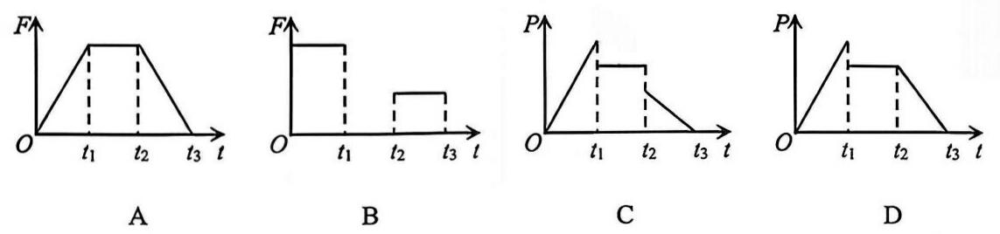 F F P P
O t₁ t₂ t₃ t O t₁ t₂ t₃ t O t₁ t₂ t₃ t O t₁ t₂ t₃ t
A B C D